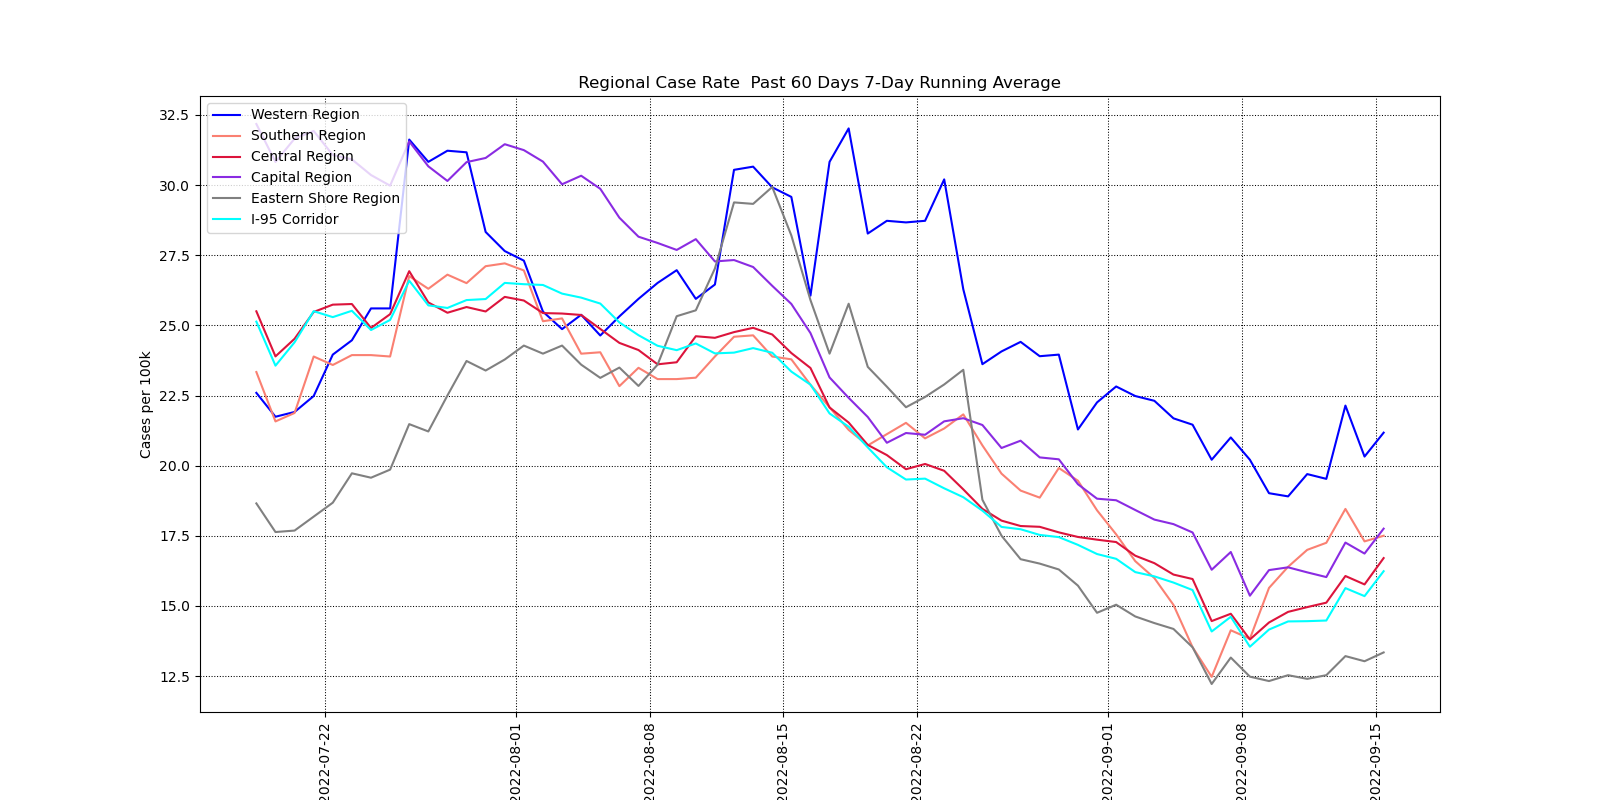 Regional Case Rate  Past 60 Days 7-Day Running Average
Western Region
Southern Region
Central Region
Capital Region
Eastern Shore Region
I-95 Corridor
Cases per 100k
32.5
30.0
27.5
25.0
22.5
20.0
17.5
15.0
12.5
2022-07-22
2022-08-01
2022-08-08
2022-08-15
2022-08-22
2022-09-01
2022-09-08
2022-09-15